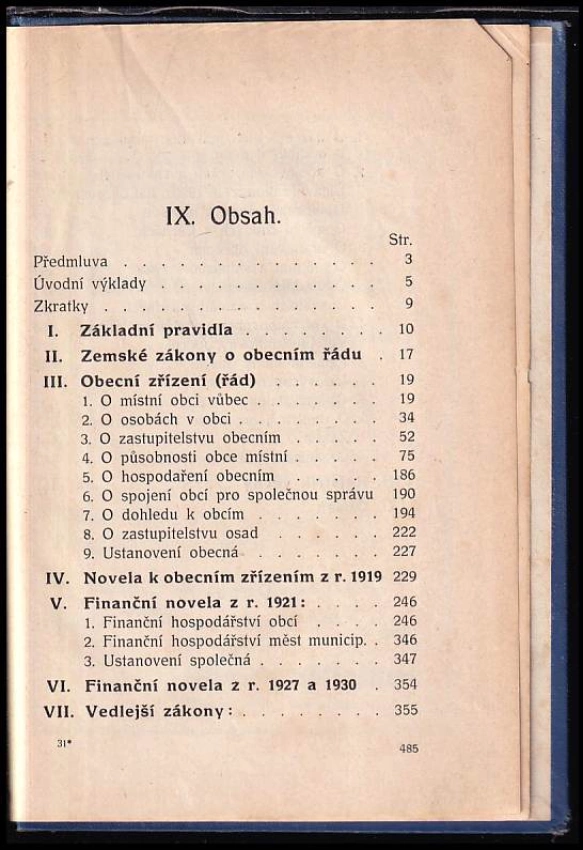 IX. Obsah.
Str.
Předmluva . . . . . . . . . . . . . . 3
Úvodní výklady . . . . . . . . . . . . 5
Zkratky . . . . . . . . . . . . . . . 9
I. Základní pravidla . . . . . . . . 10
II. Zemské zákony o obecním řádu . 17
III. Obecní zřízení (řád) . . . . . . 19
1. O místní obci vůbec . . . . . . . 19
2. O osobách v obci . . . . . . . . 34
3. O zastupitelstvu obecním . . . . . 52
4. O působnosti obce místní . . . . . 75
5. O hospodaření obecním . . . . . 186
6. O spojení obcí pro společnou správu 190
7. O dohledu k obcím . . . . . . . 194
8. O zastupitelstvu osad . . . . . . 222
9. Ustanovení obecná . . . . . . . 227
IV. Novela k obecním zřízením z r. 1919 229
V. Finanční novela z r. 1921: . . . . 246
1. Finanční hospodářství obcí . . . . 246
2. Finanční hospodářství měst municip. . 346
3. Ustanovení společná . . . . . . . 347
VI. Finanční novela z r. 1927 a 1930 . 354
VII. Vedlejší zákony: . . . . . . . . 355
31*
485